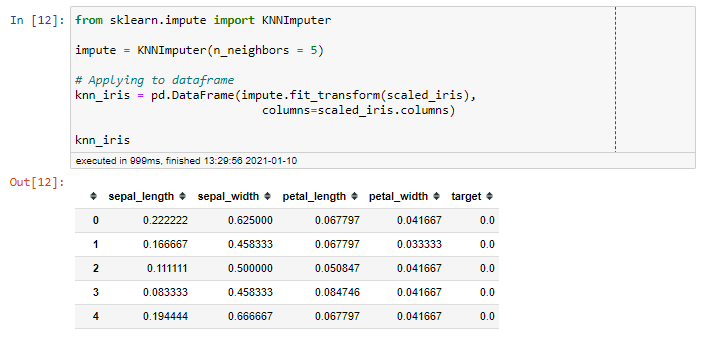 In [12]: from sklearn.impute import KNNImputer
impute = KNNImputer(n_neighbors = 5)
# Applying to dataframe
knn_iris = pd.DataFrame(impute.fit_transform(scaled_iris),
columns=scaled_iris.columns)
knn_iris
executed in 999ms, finished 13:29:56 2021-01-10
Out[12]:
sepal_length sepal_width petal_length petal_width target
0 0.222222 0.625000 0.067797 0.041667 0.0
1 0.166667 0.458333 0.067797 0.033333 0.0
2 0.111111 0.500000 0.050847 0.041667 0.0
3 0.083333 0.458333 0.084746 0.041667 0.0
4 0.194444 0.666667 0.067797 0.041667 0.0